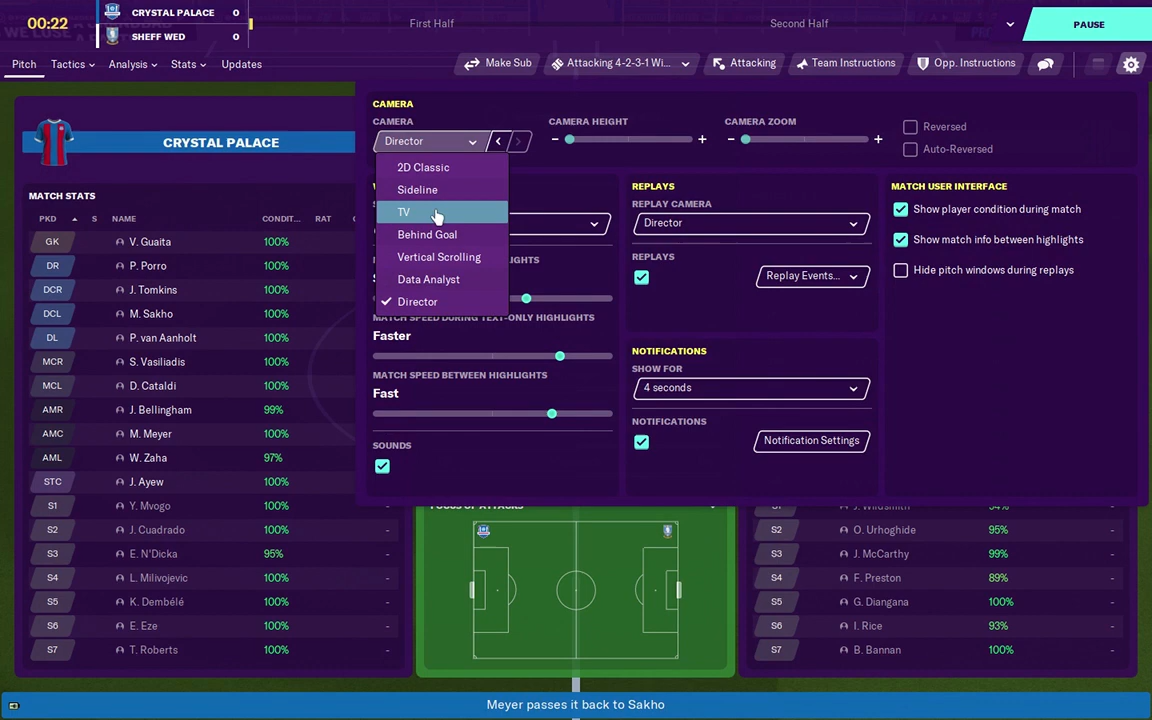 00:22
CRYSTAL PALACE 0
SHEFF WED 0
First Half
Second Half
PAUSE
Pitch
Tactics
Analysis
Stats
Updates
Make Sub
Attacking 4-2-3-1 Wi...
Attacking
Team Instructions
Opp. Instructions
CRYSTAL PALACE
MATCH STATS
PKD S NAME CONDIT... RAT
GK V. Guaita 100%
DR P. Porro 100%
DCR J. Tomkins 100%
DCL M. Sakho 100%
DL P. van Aanholt 100%
MCR S. Vasiliadis 100%
MCL D. Cataldi 100%
AMR J. Bellingham 99%
AMC M. Meyer 100%
AML W. Zaha 97%
STC J. Ayew 100%
S1 Y. Mvogo 100% -
S2 J. Cuadrado 100% -
S3 E. N'Dicka 95% -
S4 L. Milivojevic 100% -
S5 K. Dembélé 100% -
S6 E. Eze 100% -
S7 T. Roberts 100% -
CAMERA
CAMERA
Director
2D Classic
Sideline
TV
Behind Goal
Vertical Scrolling
Data Analyst
Director
CAMERA HEIGHT
- +
CAMERA ZOOM
- +
Reversed
Auto-Reversed
MATCH SPEED DURING TEXT-ONLY HIGHLIGHTS
Faster
MATCH SPEED BETWEEN HIGHLIGHTS
Fast
SOUNDS
REPLAYS
REPLAY CAMERA
Director
REPLAYS
Replay Events...
NOTIFICATIONS
SHOW FOR
4 seconds
NOTIFICATIONS
Notification Settings
MATCH USER INTERFACE
Show player condition during match
Show match info between highlights
Hide pitch windows during replays
FOCUS OF ATTACKS
S1 J. Wildsmith 94% -
S2 O. Urhoghide 95% -
S3 J. McCarthy 99% -
S4 F. Preston 89% -
S5 G. Diangana 100% -
S6 I. Rice 93% -
S7 B. Bannan 100% -
Meyer passes it back to Sakho